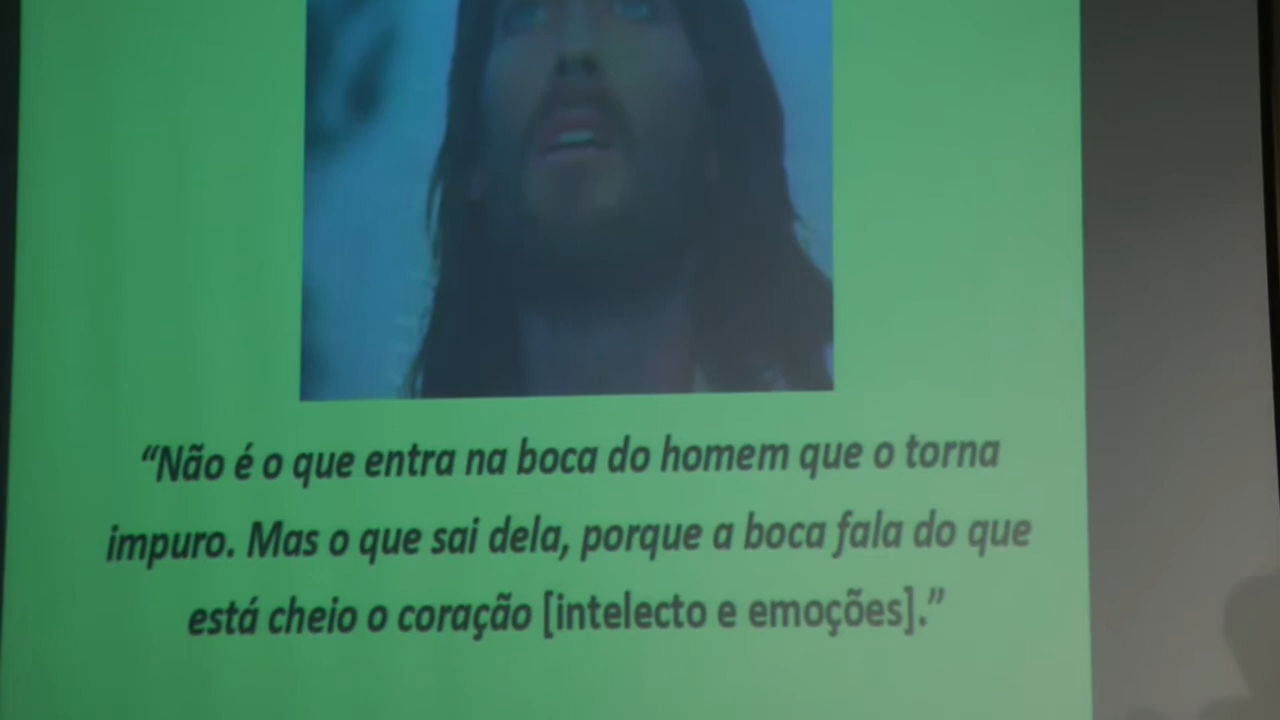 “Não é o que entra na boca do homem que o torna
impuro. Mas o que sai dela, porque a boca fala do que
está cheio o coração [intelecto e emoções].”